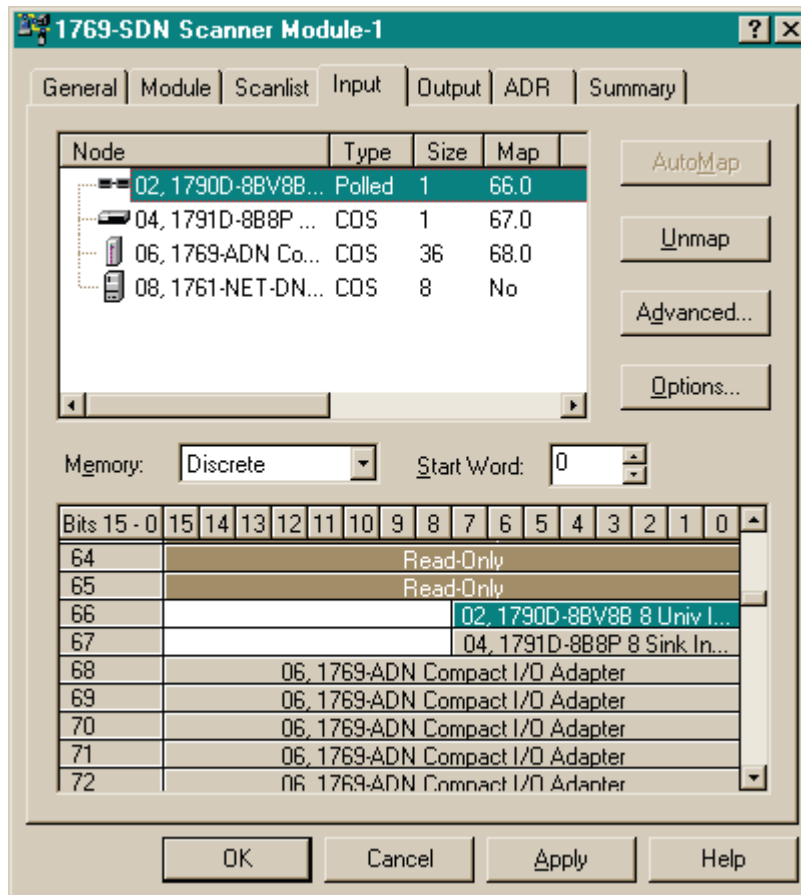 1769-SDN Scanner Module-1
General Module Scanlist Input Output ADR Summary
Node Type Size Map
02, 1790D-8BV8B... Polled 1 66.0
04, 1791D-8B8P ... COS 1 67.0
06, 1769-ADN Co... COS 36 68.0
08, 1761-NET-DN... COS 8 No
AutoMap
Unmap
Advanced...
Options...
Memory: Discrete Start Word: 0
Bits 15 - 0 15 14 13 12 11 10 9 8 7 6 5 4 3 2 1 0
64 Read-Only
65 Read-Only
66 02, 1790D-8BV8B 8 Univ I...
67 04, 1791D-8B8P 8 Sink In...
68 06, 1769-ADN Compact I/O Adapter
69 06, 1769-ADN Compact I/O Adapter
70 06, 1769-ADN Compact I/O Adapter
71 06, 1769-ADN Compact I/O Adapter
72 06, 1769-ADN Compact I/O Adapter
OK Cancel Apply Help